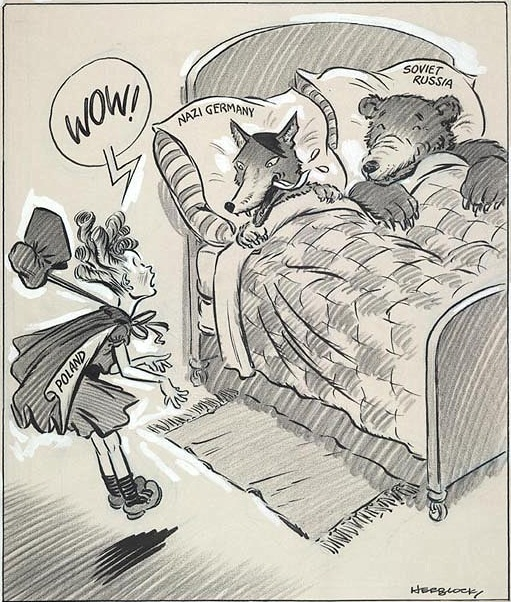 WOW!
NAZI GERMANY
SOVIET
RUSSIA
POLAND
HERBLOCK